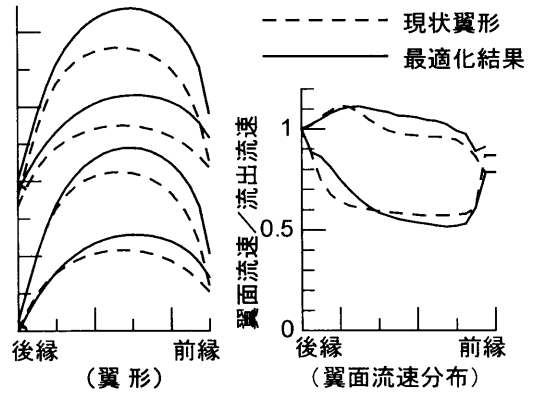 現状翼形
最適化結果
翼面流速／流出流速
1
0.5
0
後縁 前縁
(翼 形)
後縁 前縁
(翼面流速分布)